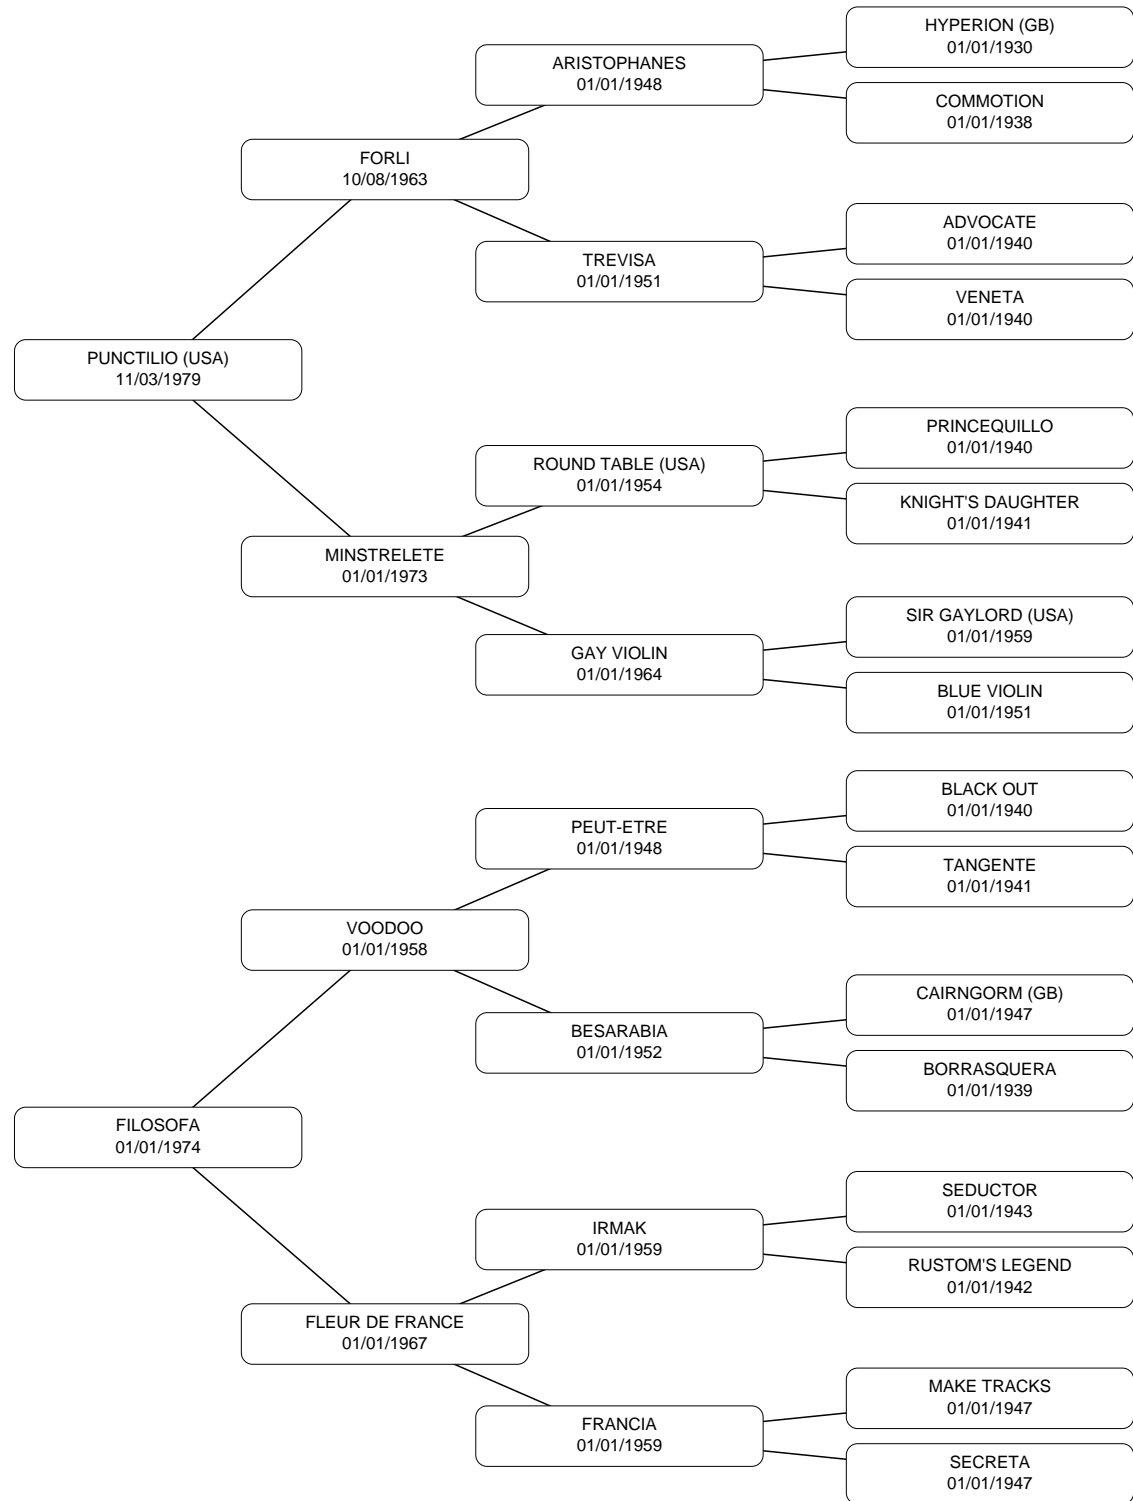 HYPERION (GB)
01/01/1930
ARISTOPHANES
01/01/1948
COMMOTION
01/01/1938
FORLI
10/08/1963
ADVOCATE
01/01/1940
TREVISA
01/01/1951
VENETA
01/01/1940
PUNCTILIO (USA)
11/03/1979
PRINCEQUILLO
01/01/1940
ROUND TABLE (USA)
01/01/1954
KNIGHT'S DAUGHTER
01/01/1941
MINSTRELETE
01/01/1973
SIR GAYLORD (USA)
01/01/1959
GAY VIOLIN
01/01/1964
BLUE VIOLIN
01/01/1951
BLACK OUT
01/01/1940
PEUT-ETRE
01/01/1948
TANGENTE
01/01/1941
VOODOO
01/01/1958
CAIRNGORM (GB)
01/01/1947
BESARABIA
01/01/1952
BORRASQUERA
01/01/1939
FILOSOFA
01/01/1974
SEDUCTOR
01/01/1943
IRMAK
01/01/1959
RUSTOM'S LEGEND
01/01/1942
FLEUR DE FRANCE
01/01/1967
MAKE TRACKS
01/01/1947
FRANCIA
01/01/1959
SECRETA
01/01/1947